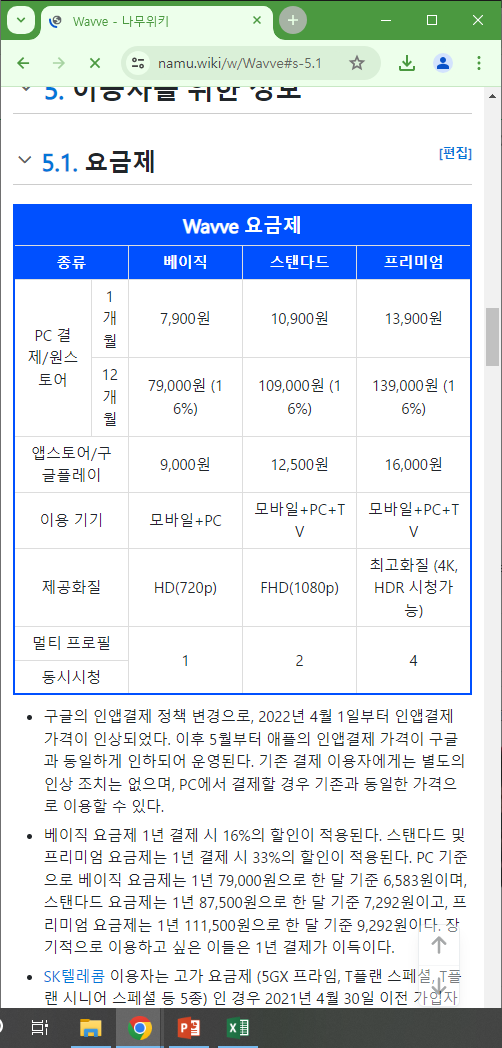 Wavve - 나무위키
namu.wiki/w/Wavve#s-5.1
5. 이용자를 위한 정보
5.1. 요금제
[편집]
Wavve 요금제
종류 베이직 스탠다드 프리미엄
PC 결
제/원스
토어
1
개
월
7,900원 10,900원 13,900원
12
개
월
79,000원 (1
6%)
109,000원 (1
6%)
139,000원 (1
6%)
앱스토어/구
글플레이
9,000원 12,500원 16,000원
이용 기기
모바일+PC
모바일+PC+T
V
모바일+PC+T
V
제공화질
HD(720p)
FHD(1080p)
최고화질 (4K,
HDR 시청가
능)
멀티 프로필
동시시청
1 2 4
• 구글의 인앱결제 정책 변경으로, 2022년 4월 1일부터 인앱결제
가격이 인상되었다. 이후 5월부터 애플의 인앱결제 가격이 구글
과 동일하게 인하되어 운영된다. 기존 결제 이용자에게는 별도의
인상 조치는 없으며, PC에서 결제할 경우 기존과 동일한 가격으
로 이용할 수 있다.
• 베이직 요금제 1년 결제 시 16%의 할인이 적용된다. 스탠다드 및
프리미엄 요금제는 1년 결제 시 33%의 할인이 적용된다. PC 기준
으로 베이직 요금제는 1년 79,000원으로 한 달 기준 6,583원이며,
스탠다드 요금제는 1년 87,500원으로 한 달 기준 7,292원이고, 프
리미엄 요금제는 1년 111,500원으로 한 달 기준 9,292원이다. 장
기적으로 이용하고 싶은 이들은 1년 결제가 이득이다.
• SK텔레콤 이용자는 고가 요금제 (5GX 프라임, T플랜 스페셜, T플
랜 시니어 스페셜 등 5종) 인 경우 2021년 4월 30일 이전 가입자